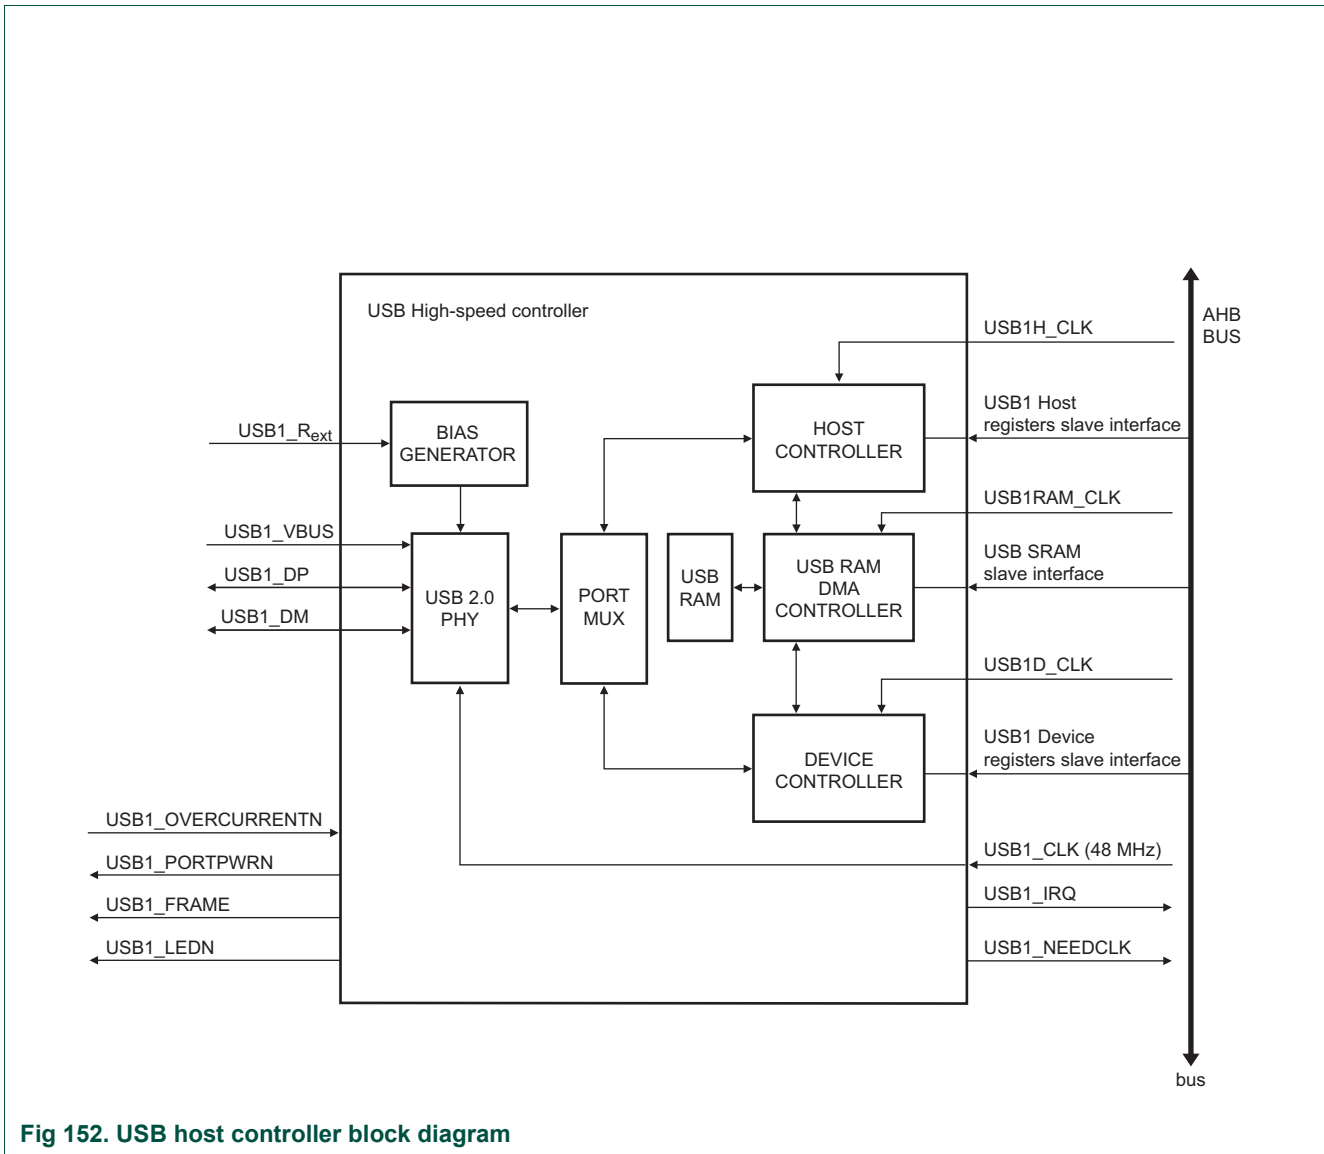 USB High-speed controller
USB1_Rext
BIAS
GENERATOR
USB1_VBUS
USB1_DP
USB1_DM
USB 2.0
PHY
PORT
MUX
USB
RAM
HOST
CONTROLLER
USB RAM
DMA
CONTROLLER
DEVICE
CONTROLLER
USB1H_CLK
USB1 Host
registers slave interface
USB1RAM_CLK
USB SRAM
slave interface
USB1D_CLK
USB1 Device
registers slave interface
USB1_CLK (48 MHz)
USB1_IRQ
USB1_NEEDCLK
AHB
BUS
bus
USB1_OVERCURRENTN
USB1_PORTPWRN
USB1_FRAME
USB1_LEDN
Fig 152. USB host controller block diagram